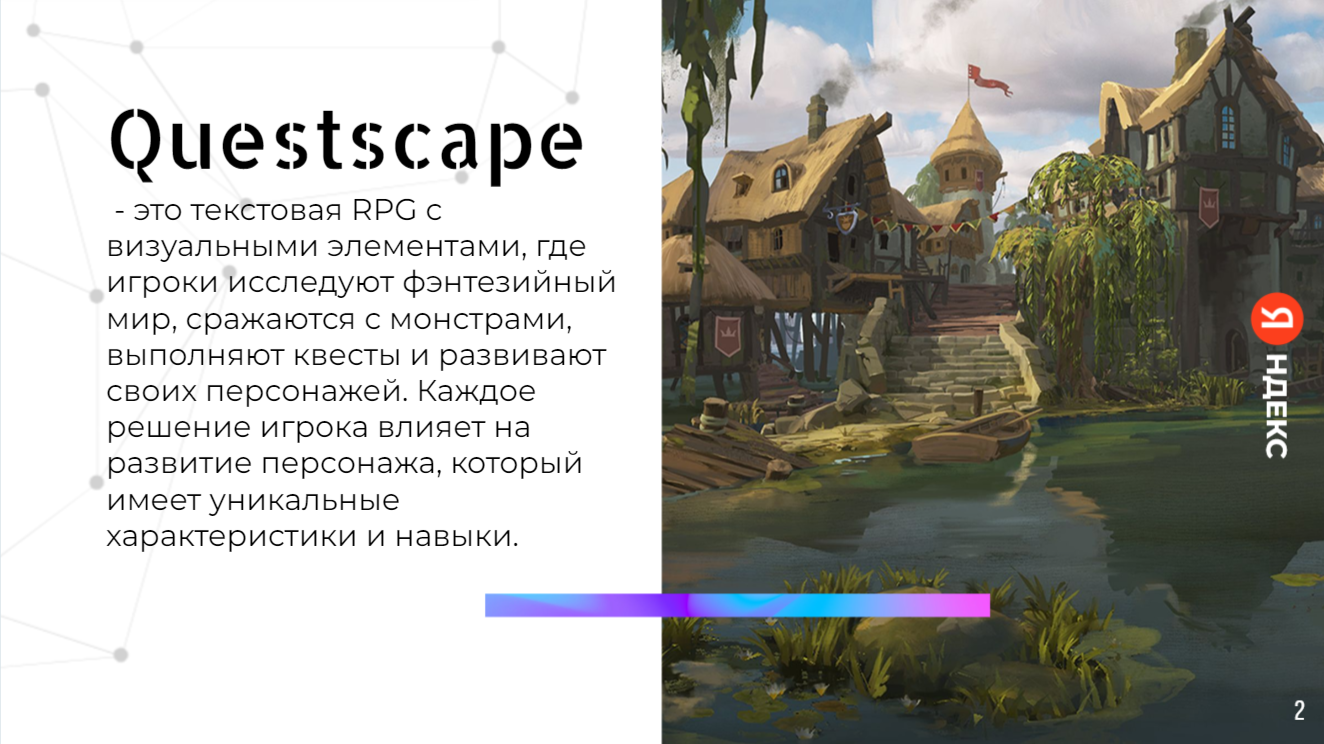 Questscape
- это текстовая RPG с
визуальными элементами, где
игроки исследуют фэнтезийный
мир, сражаются с монстрами,
выполняют квесты и развивают
своих персонажей. Каждое
решение игрока влияет на
развитие персонажа, который
имеет уникальные
характеристики и навыки.
Яндекс
2